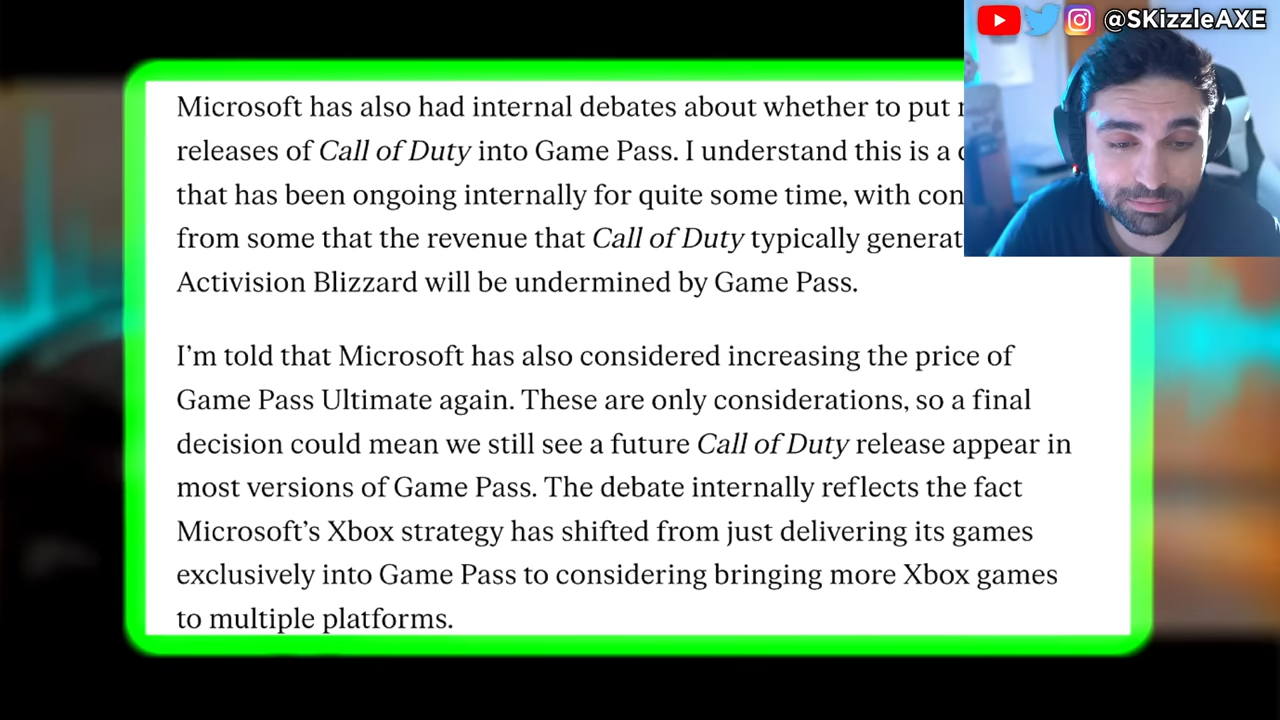 @SKizzleAXE
Microsoft has also had internal debates about whether to put
releases of Call of Duty into Game Pass. I understand this is a
that has been ongoing internally for quite some time, with
from some that the revenue that Call of Duty typically
Activision Blizzard will be undermined by Game Pass.
I'm told that Microsoft has also considered increasing the price of
Game Pass Ultimate again. These are only considerations, so a final
decision could mean we still see a future Call of Duty release appear in
most versions of Game Pass. The debate internally reflects the fact
Microsoft's Xbox strategy has shifted from just delivering its games
exclusively into Game Pass to considering bringing more Xbox games
to multiple platforms.